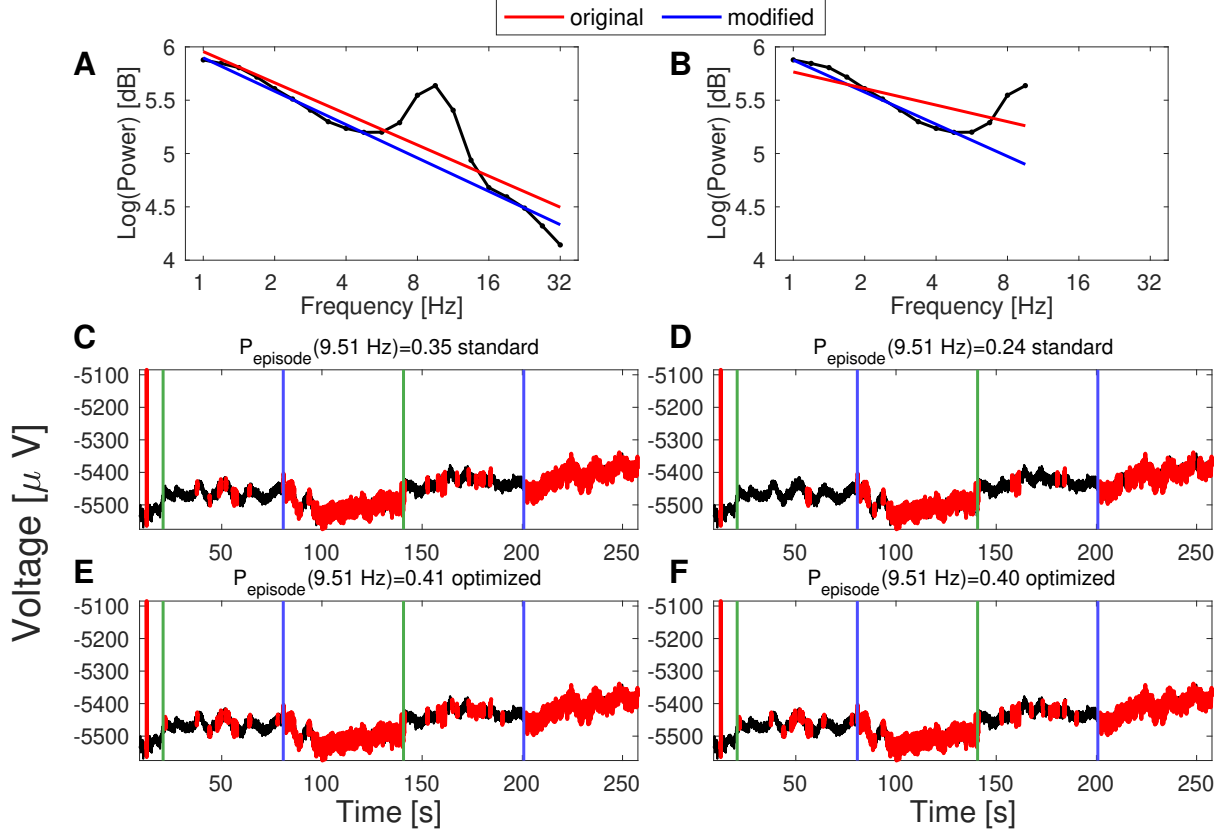 original modified
A
B
6
5.5
5
4.5
4
Log(Power) [dB]
1 2 4 8 16 32
Frequency [Hz]
6
5.5
5
4.5
4
Log(Power) [dB]
1 2 4 8 16 32
Frequency [Hz]
Voltage [μ V]
C
P_episode(9.51 Hz)=0.35 standard
-5100
-5200
-5300
-5400
-5500
50 100 150 200 250
D
P_episode(9.51 Hz)=0.24 standard
-5100
-5200
-5300
-5400
-5500
50 100 150 200 250
E
P_episode(9.51 Hz)=0.41 optimized
-5100
-5200
-5300
-5400
-5500
50 100 150 200 250
Time [s]
F
P_episode(9.51 Hz)=0.40 optimized
-5100
-5200
-5300
-5400
-5500
50 100 150 200 250
Time [s]